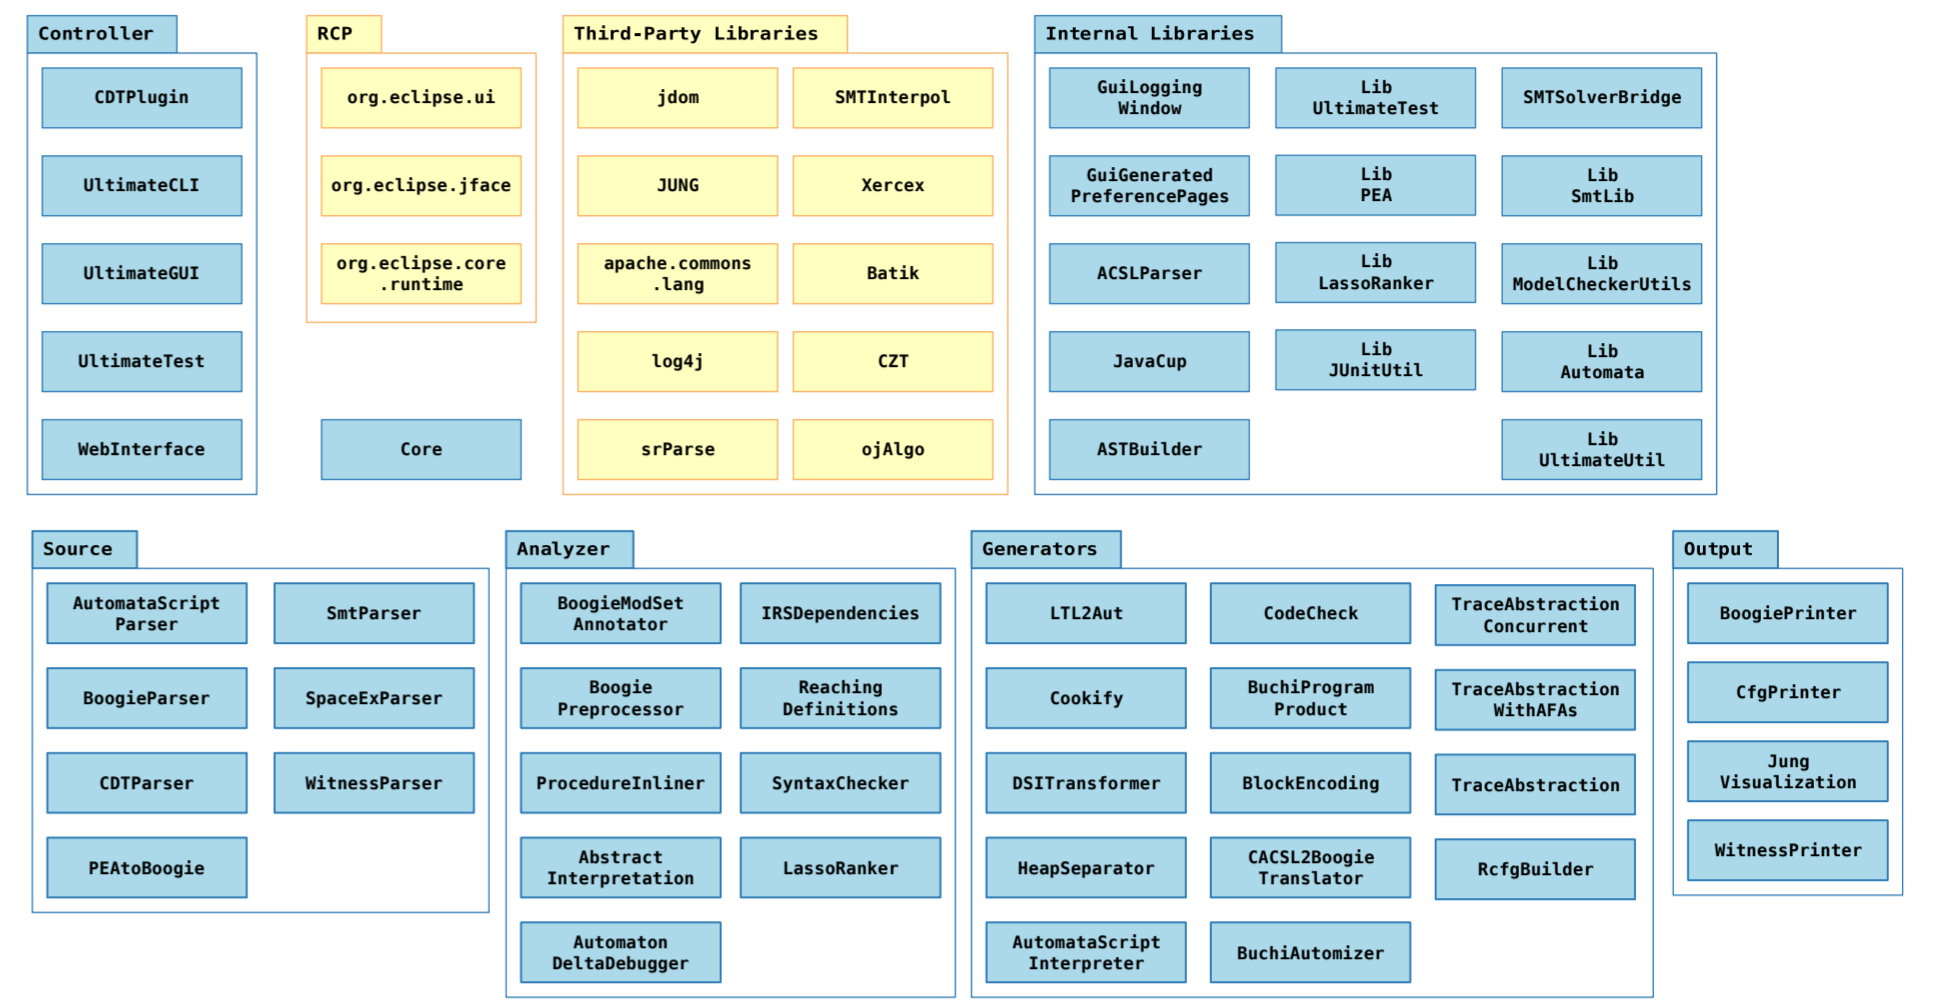 Controller
CDTPlugin
UltimateCLI
UltimateGUI
UltimateTest
WebInterface
RCP
org.eclipse.ui
org.eclipse.jface
org.eclipse.core
.runtime
Core
Third-Party Libraries
jdom
SMTInterpol
JUNG
Xercex
apache.commons
.lang
Batik
log4j
CZT
srParse
ojAlgo
Internal Libraries
GuiLogging
Window
Lib
UltimateTest
SMTSolverBridge
GuiGenerated
PreferencePages
Lib
PEA
Lib
SmtLib
ACSLParser
Lib
LassoRanker
Lib
ModelCheckerUtils
JavaCup
Lib
JUnitUtil
Lib
Automata
ASTBuilder
Lib
UltimateUtil
Source
AutomataScript
Parser
SmtParser
BoogieParser
SpaceExParser
CDTParser
WitnessParser
PEAtoBoogie
Analyzer
BoogieModSet
Annotator
IRSDependencies
Boogie
Preprocessor
Reaching
Definitions
ProcedureInliner
SyntaxChecker
Abstract
Interpretation
LassoRanker
Automaton
DeltaDebugger
Generators
LTL2Aut
CodeCheck
TraceAbstraction
Concurrent
Cookify
BuchiProgram
Product
TraceAbstraction
WithAFAs
DSITransformer
BlockEncoding
TraceAbstraction
HeapSeparator
CACSL2Boogie
Translator
RcfgBuilder
AutomataScript
Interpreter
BuchiAutomizer
Output
BoogiePrinter
CfgPrinter
Jung
Visualization
WitnessPrinter